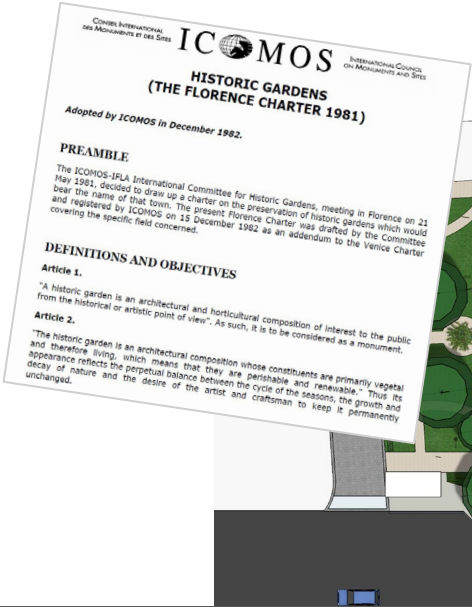 CONSEIL INTERNATIONAL
DES MONUMENTS ET DES SITES
ICOMOS
INTERNATIONAL COUNCIL
ON MONUMENTS AND SITES
HISTORIC GARDENS
(THE FLORENCE CHARTER 1981)
Adopted by ICOMOS in December 1982.
PREAMBLE
The ICOMOS-IFLA International Committee for Historic Gardens, meeting in Florence on 21
May 1981, decided to draw up a charter on the preservation of historic gardens which would
bear the name of that town. The present Florence Charter was drafted by the Committee
and registered by ICOMOS on 15 December 1982 as an addendum to the Venice Charter
covering the specific field concerned.
DEFINITIONS AND OBJECTIVES
Article 1.
"A historic garden is an architectural and horticultural composition of interest to the public
from the historical or artistic point of view". As such, it is to be considered as a monument.
Article 2.
"The historic garden is an architectural composition whose constituents are primarily vegetal
and therefore living, which means that they are perishable and renewable." Thus its
appearance reflects the perpetual balance between the cycle of the seasons, the growth and
decay of nature and the desire of the artist and craftsman to keep it permanently
unchanged.